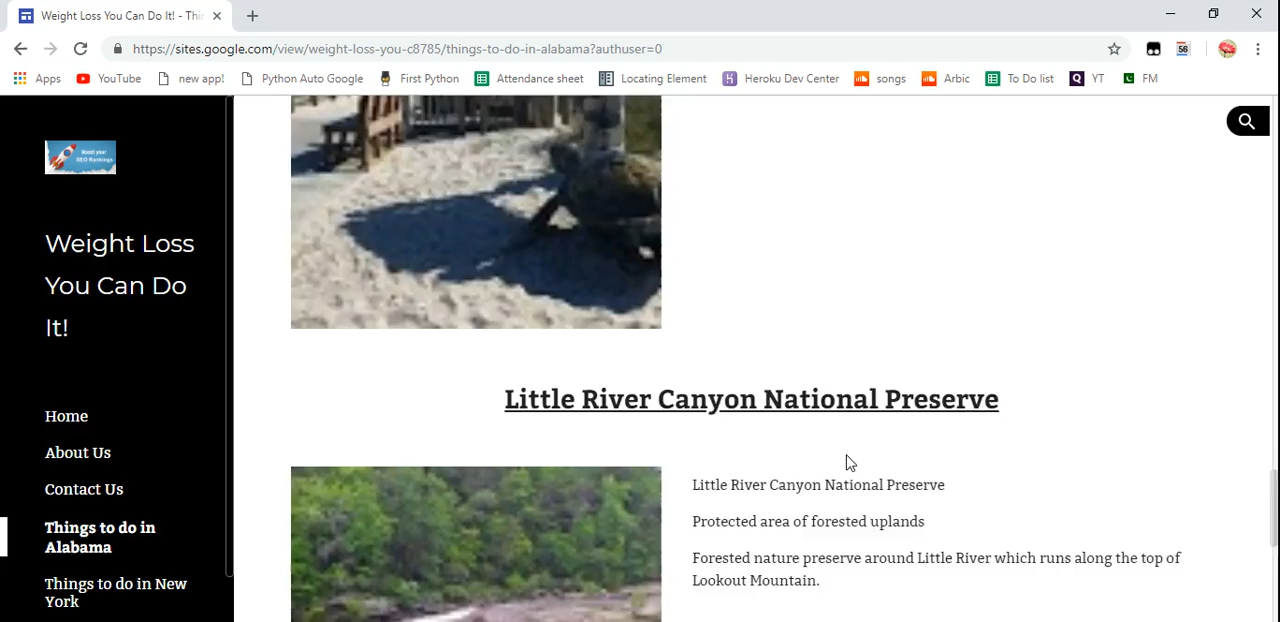 Weight Loss You Can Do It! - Thi
https://sites.google.com/view/weight-loss-you-c8785/things-to-do-in-alabama?authuser=0
56
Apps YouTube new app! Python Auto Google First Python Attendance sheet Locating Element Heroku Dev Center songs Arbic To Do list YT FM
Boost your
SEO Rankings
Weight Loss
You Can Do
It!
Home
About Us
Contact Us
Things to do in
Alabama
Things to do in New
York
Little River Canyon National Preserve
Little River Canyon National Preserve
Protected area of forested uplands
Forested nature preserve around Little River which runs along the top of
Lookout Mountain.